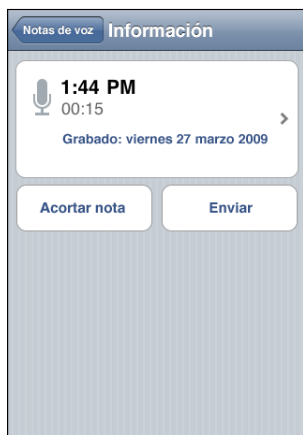 Notas de voz Información
1:44 PM
00:15
Grabado: viernes 27 marzo 2009
Acortar nota Enviar